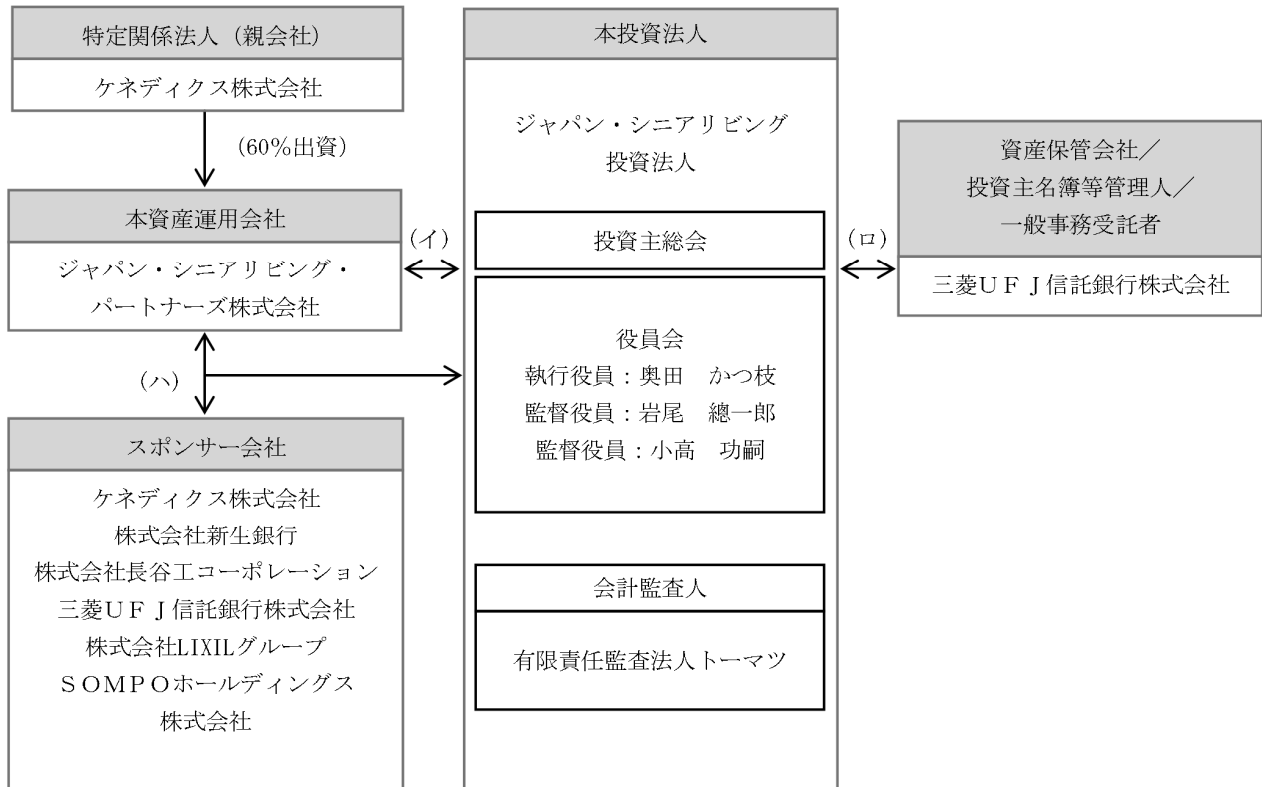 特定関係法人（親会社）
ケネディクス株式会社
（60％出資）
本資産運用会社
ジャパン・シニアリビング・
パートナーズ株式会社
（イ）
（ハ）
スポンサー会社
ケネディクス株式会社
株式会社新生銀行
株式会社長谷工コーポレーション
三菱ＵＦＪ信託銀行株式会社
株式会社LIXILグループ
ＳＯＭＰＯホールディングス
株式会社
本投資法人
ジャパン・シニアリビング
投資法人
投資主総会
役員会
執行役員：奥田　かつ枝
監督役員：岩尾　總一郎
監督役員：小高　功嗣
会計監査人
有限責任監査法人トーマツ
（ロ）
資産保管会社／
投資主名簿等管理人／
一般事務受託者
三菱ＵＦＪ信託銀行株式会社